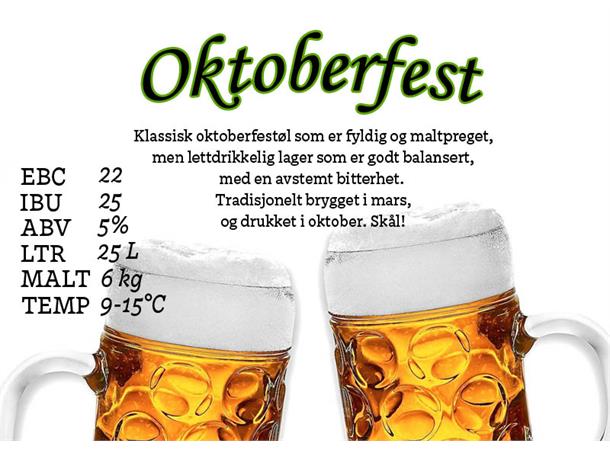 Oktoberfest
Klassisk oktoberfestøl som er fyldig og maltpreget,
men lettdrikkelig lager som er godt balansert,
med en avstemt bitterhet.
Tradisjonelt brygget i mars,
og drukket i oktober. Skål!
EBC 22
IBU 25
ABV 5%
LTR 25 L
MALT 6 kg
TEMP 9-15°C